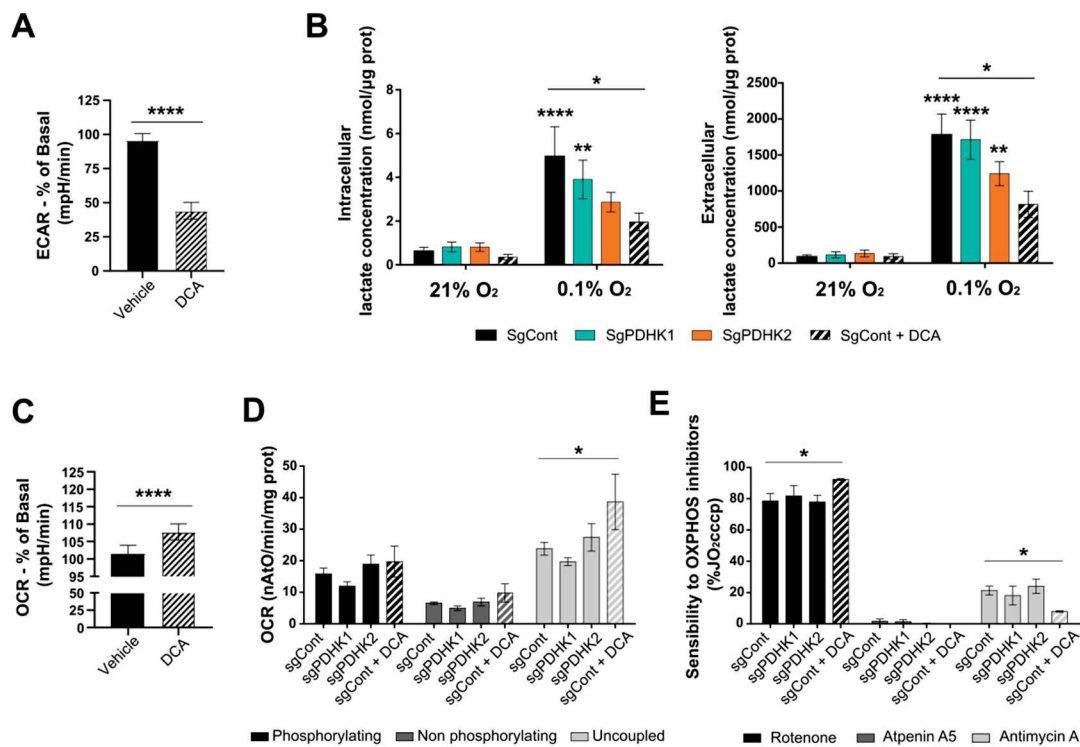 A
ECAR - % of Basal
(mpH/min)
125
100
75
50
25
0
****
Vehicle
DCA
B
Intracellular
lactate concentration (nmol/µg prot)
8
6
4
2
0
*
****
**
21% O2
0.1% O2
Extracellular
lactate concentration (nmol/µg prot)
2500
2000
1500
1000
500
0
*
****
****
**
21% O2
0.1% O2
SgCont
SgPDHK1
SgPDHK2
SgCont + DCA
C
OCR - % of Basal
(mpH/min)
125
120
115
110
105
100
95
50
25
0
****
Vehicle
DCA
D
OCR (nAtO/min/mg prot)
50
40
30
20
10
0
*
sgCont
sgPDHK1
sgPDHK2
sgCont + DCA
sgCont
sgPDHK1
sgPDHK2
sgCont + DCA
sgCont
sgPDHK1
sgPDHK2
sgCont + DCA
Phosphorylating
Non phosphorylating
Uncoupled
E
Sensibility to OXPHOS inhibitors
(%JO2cccp)
100
80
60
40
20
0
*
*
sgCont
sgPDHK1
sgPDHK2
sgCont + DCA
sgCont
sgPDHK1
sgPDHK2
sgCont + DCA
sgCont
sgPDHK1
sgPDHK2
sgCont + DCA
Rotenone
Atpenin A5
Antimycin A